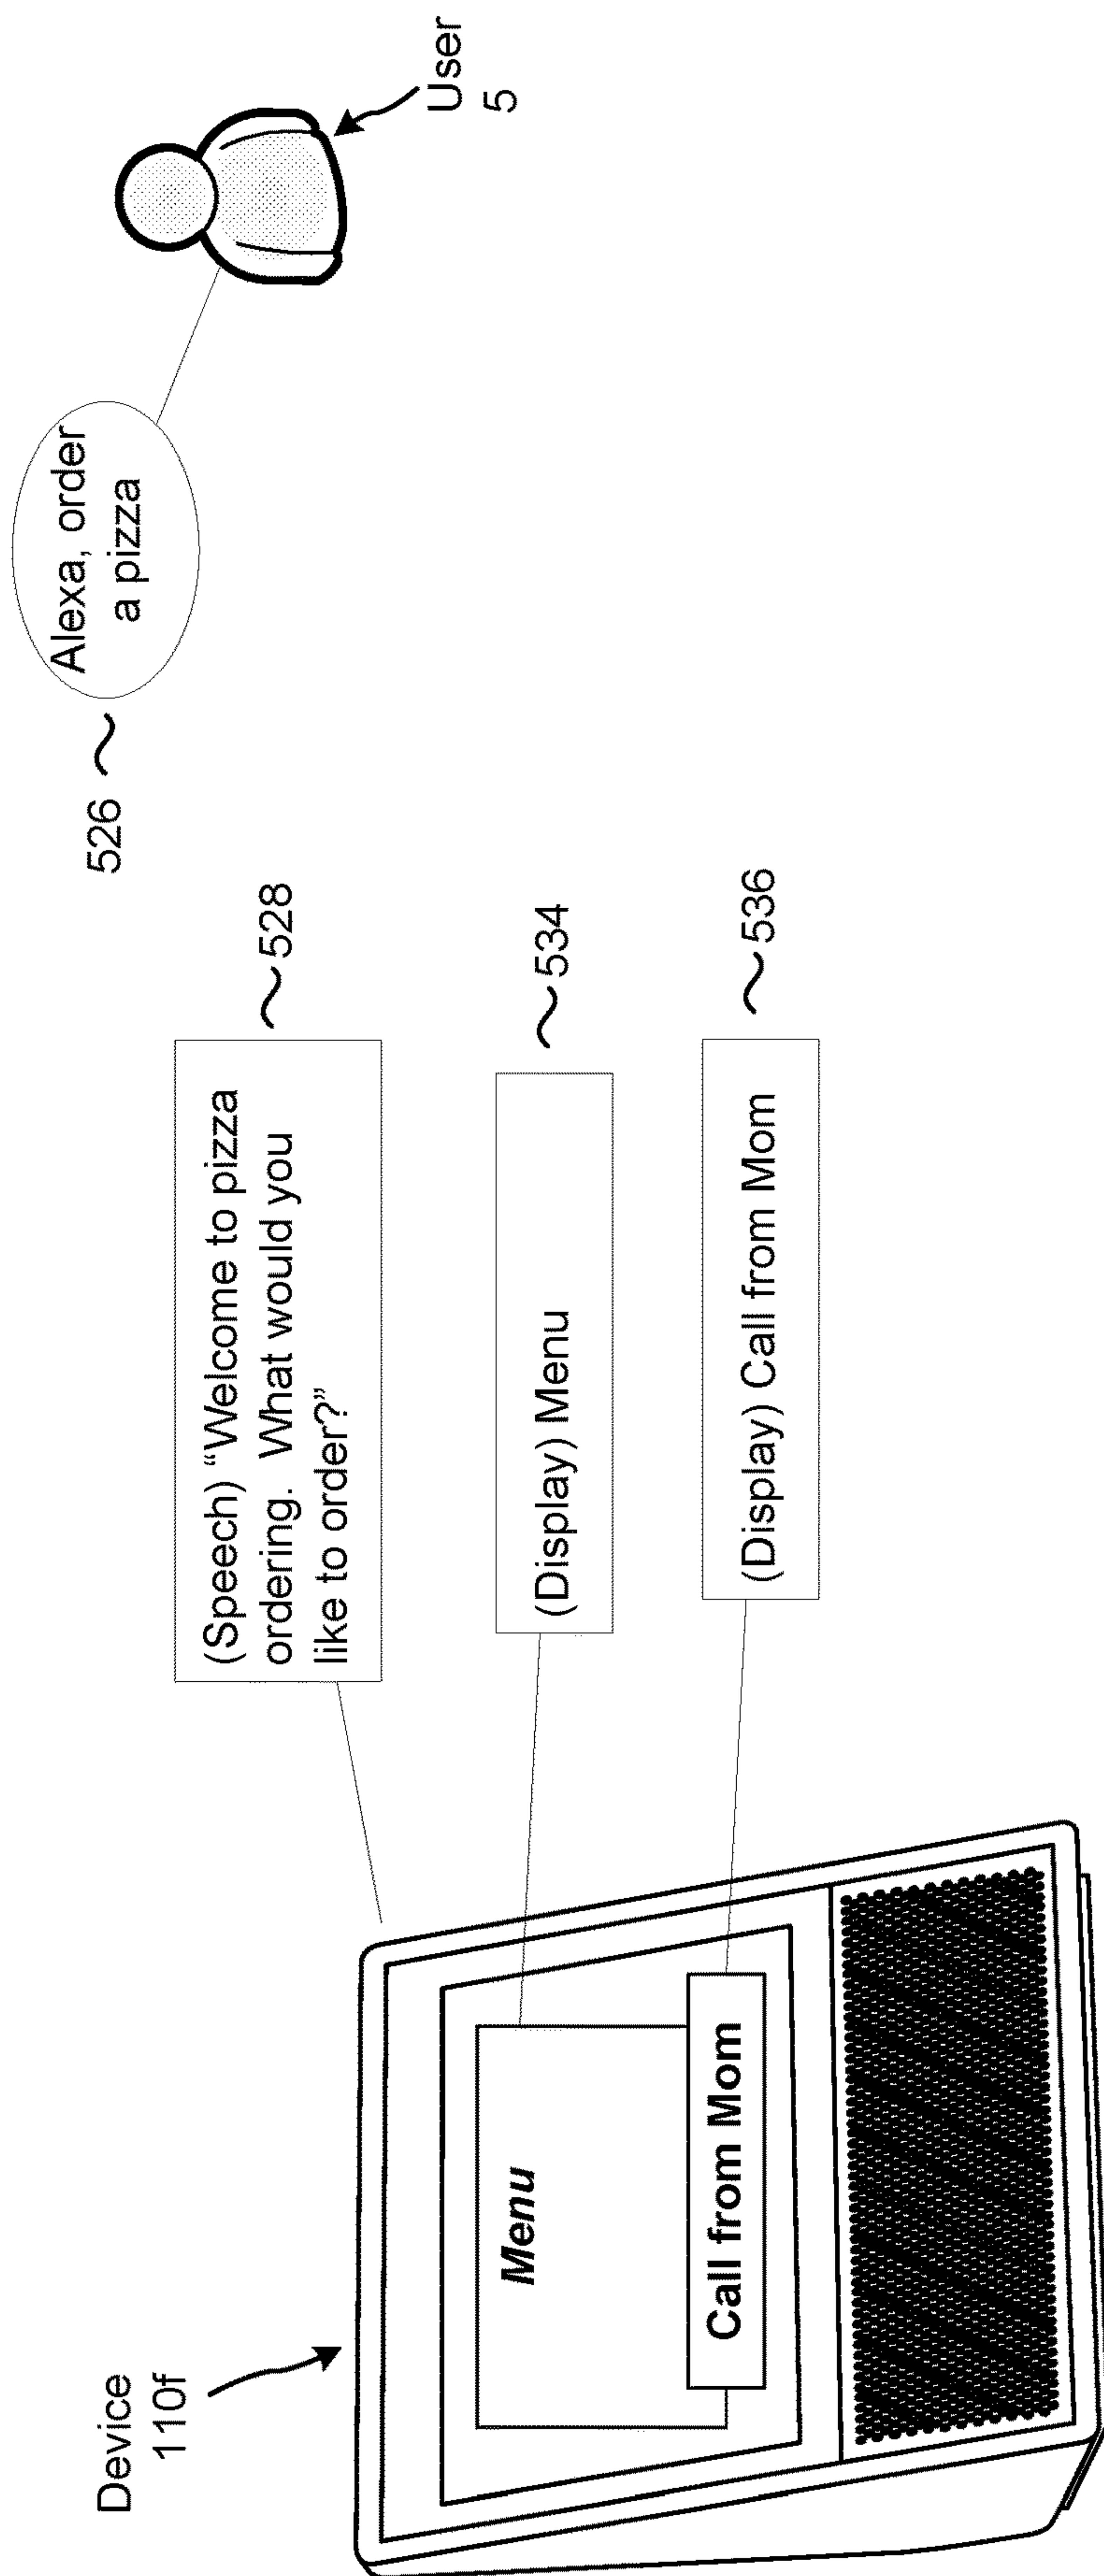 Device
110f
Menu
Call from Mom
(Speech) “Welcome to pizza
ordering. What would you
like to order?”
528
(Display) Menu
534
(Display) Call from Mom
536
526
Alexa, order
a pizza
User
5